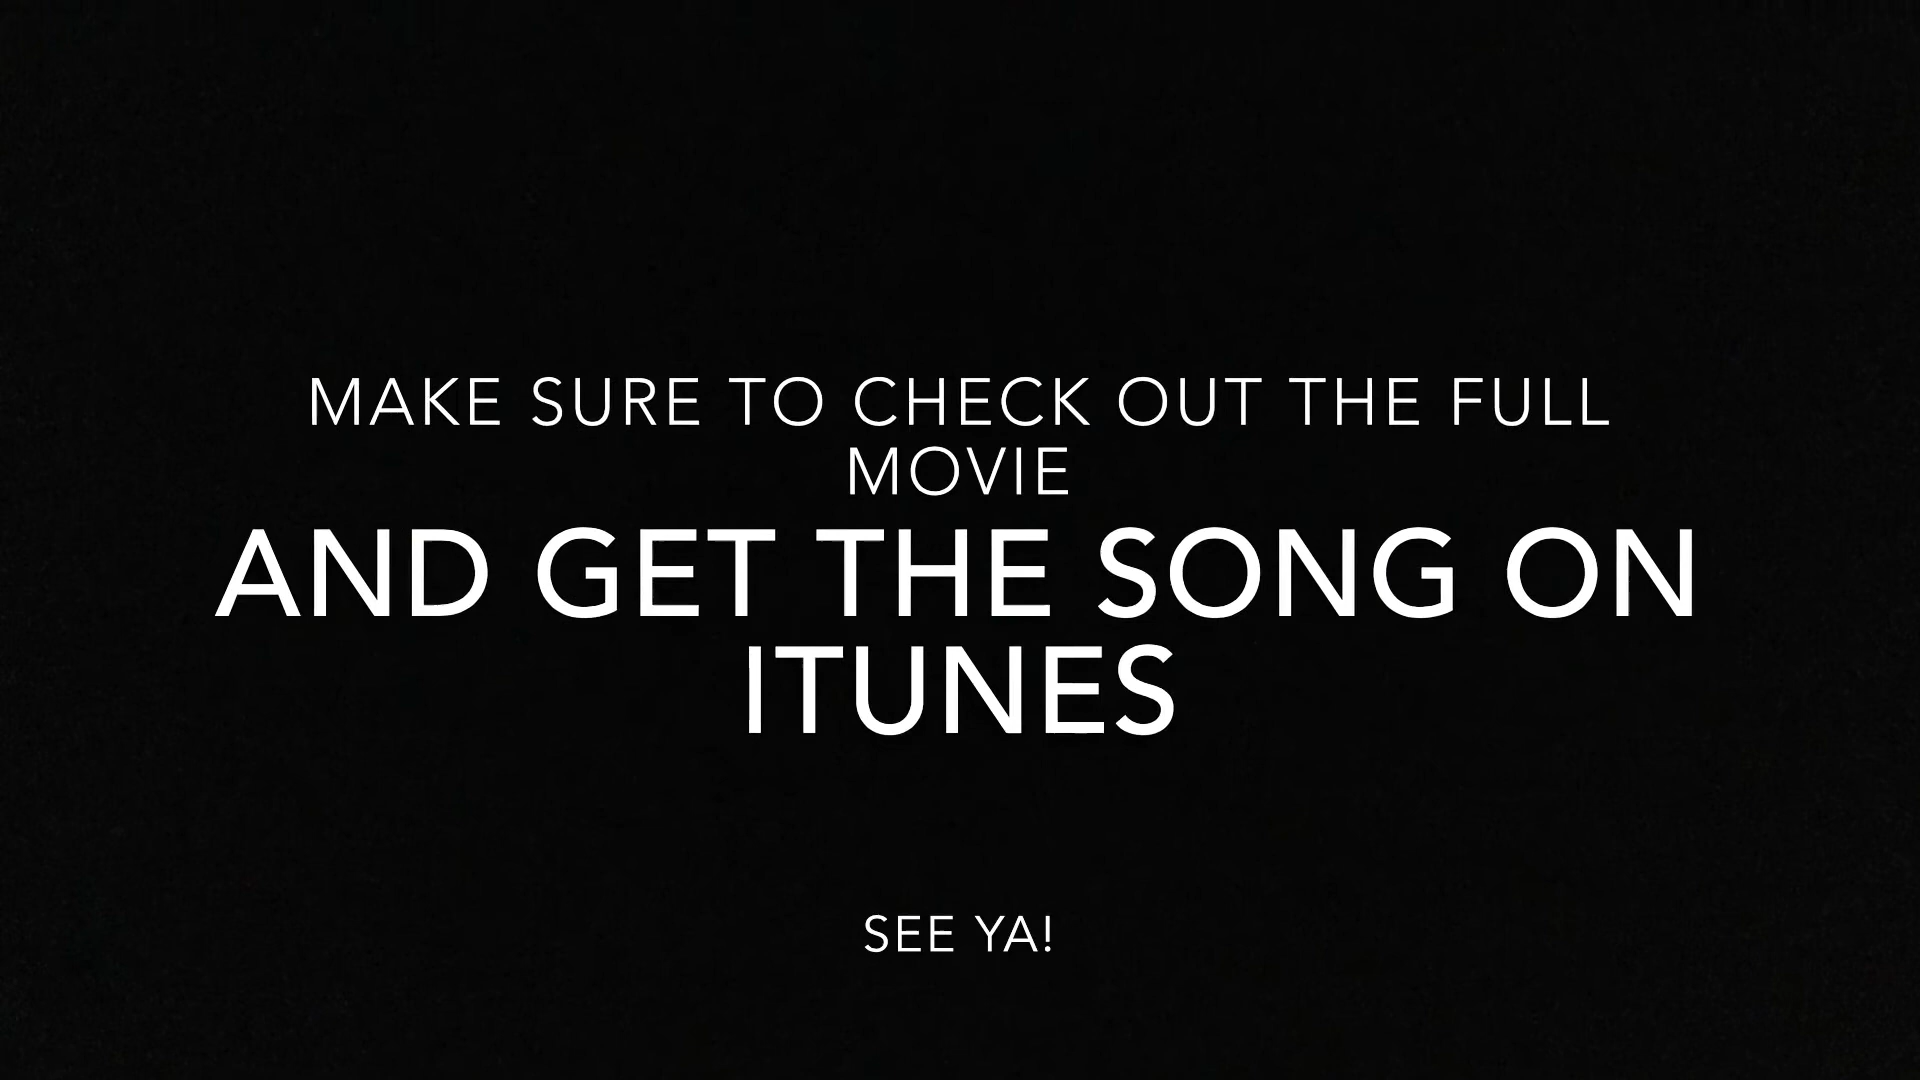 MAKE SURE TO CHECK OUT THE FULL
MOVIE
AND GET THE SONG ON
ITUNES
SEE YA!